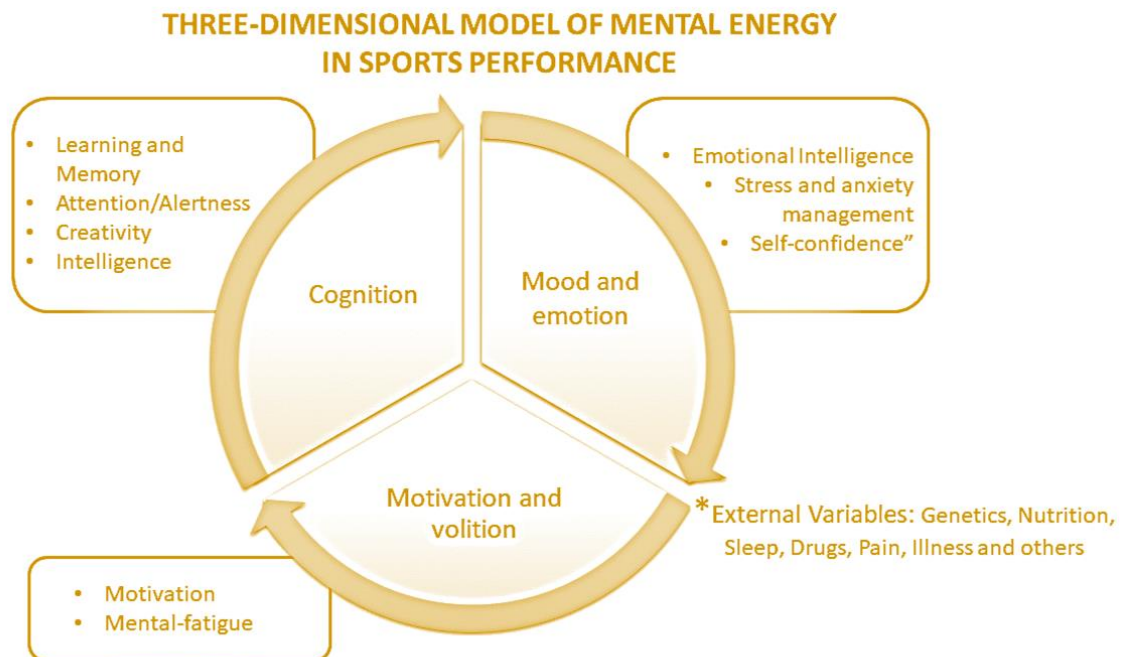 THREE-DIMENSIONAL MODEL OF MENTAL ENERGY
IN SPORTS PERFORMANCE
• Learning and
Memory
• Attention/Alertness
• Creativity
• Intelligence
• Emotional Intelligence
• Stress and anxiety
management
• Self-confidence”
Cognition
Mood and
emotion
Motivation and
volition
*External Variables: Genetics, Nutrition,
Sleep, Drugs, Pain, Illness and others
• Motivation
• Mental-fatigue